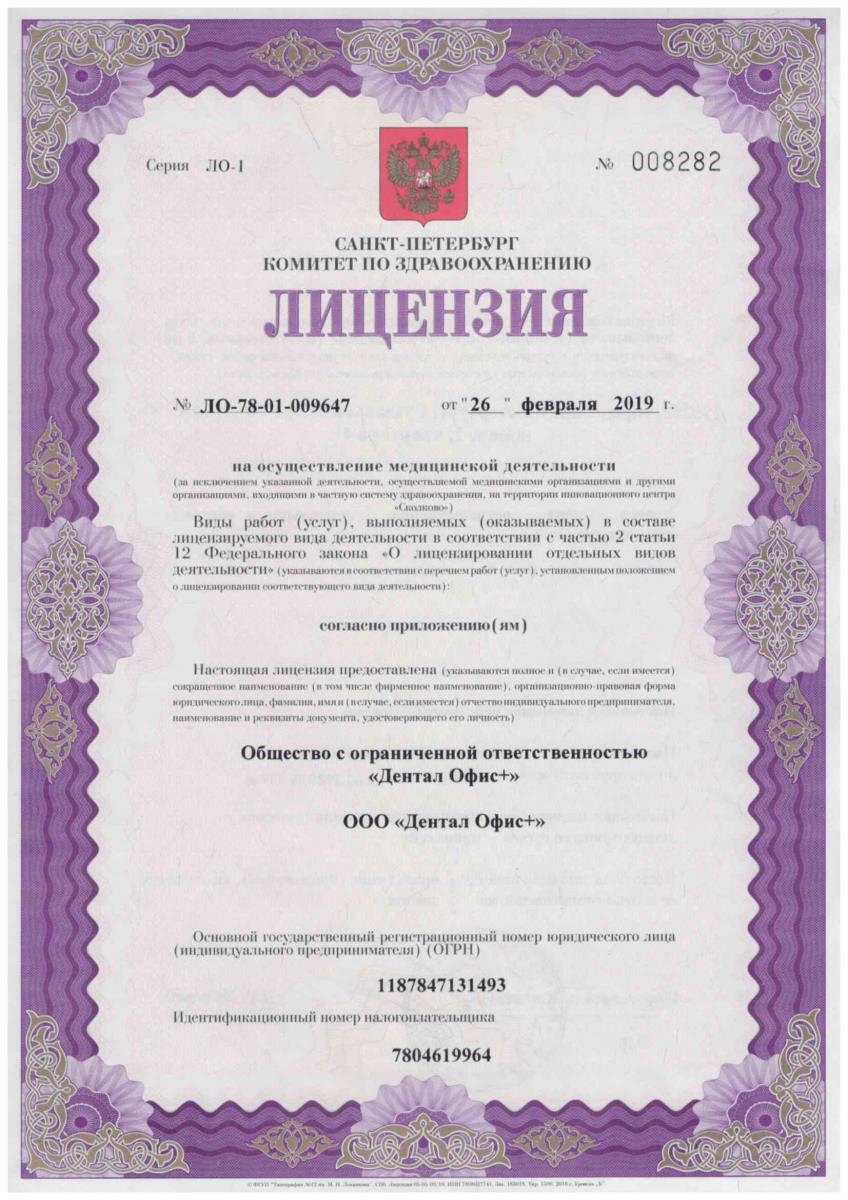 Серия ЛО-1
№ 008282
САНКТ-ПЕТЕРБУРГ
КОМИТЕТ ПО ЗДРАВООХРАНЕНИЮ
ЛИЦЕНЗИЯ
№ ЛО-78-01-009647 от "26 " февраля 2019 г.
на осуществление медицинской деятельности
(за исключением указанной деятельности, осуществляемой медицинскими организациями и другими
организациями, входящими в частную систему здравоохранения, на территории инновационного центра
«Сколково»)
Виды работ (услуг), выполняемых (оказываемых) в составе
лицензируемого вида деятельности в соответствии с частью 2 статьи
12 Федерального закона «О лицензировании отдельных видов
деятельности» (указываются в соответствии с перечнем работ (услуг), установленным положением
о лицензировании соответствующего вида деятельности):
согласно приложению(ям)
Настоящая лицензия предоставлена (указываются полное и (в случае, если имеется)
сокращенное наименование (в том числе фирменное наименование), организационно-правовая форма
юридического лица, фамилия, имя и (в случае, если имеется) отчество индивидуального предпринимателя,
наименование и реквизиты документа, удостоверяющего его личность)
Общество с ограниченной ответственностью
«Дентал Офис+»
ООО «Дентал Офис+»
Основной государственный регистрационный номер юридического лица
(индивидуального предпринимателя) (ОГРН)
1187847131493
Идентификационный номер налогоплательщика
7804619964